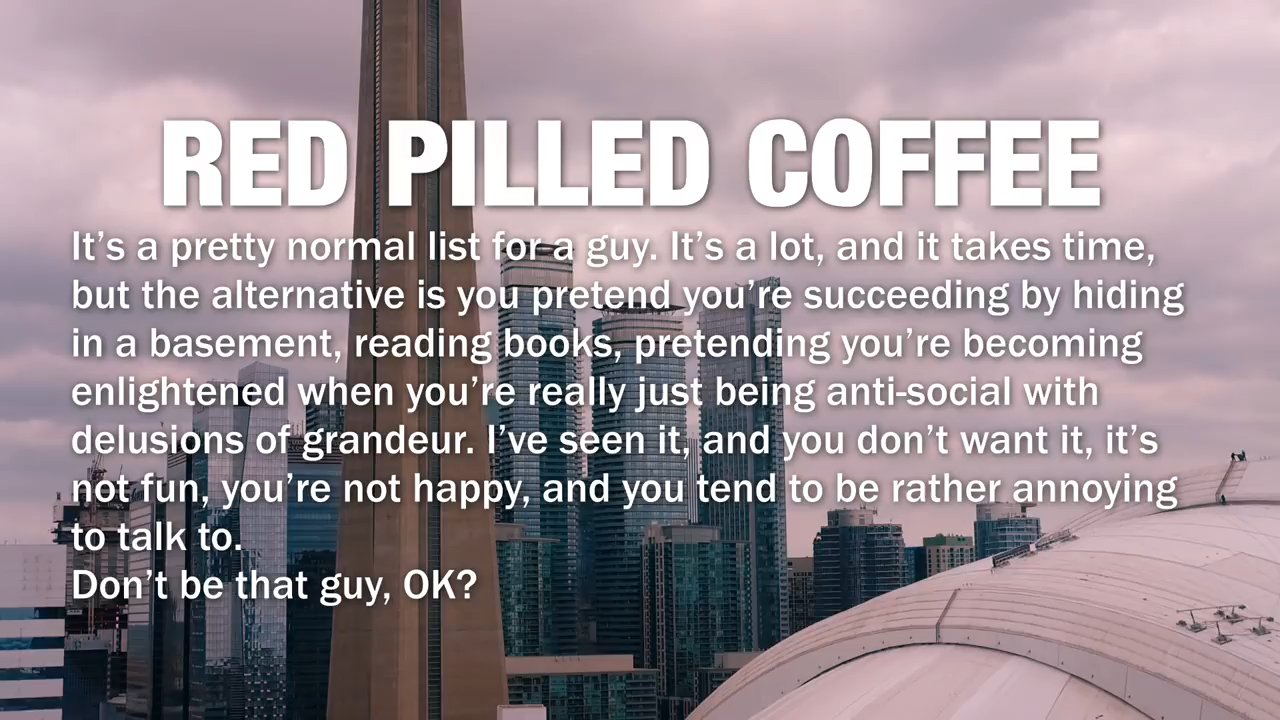 RED PILLED COFFEE
It's a pretty normal list for a guy. It's a lot, and it takes time,
but the alternative is you pretend you're succeeding by hiding
in a basement, reading books, pretending you're becoming
enlightened when you're really just being anti-social with
delusions of grandeur. I've seen it, and you don't want it, it's
not fun, you're not happy, and you tend to be rather annoying
to talk to.
Don't be that guy, OK?